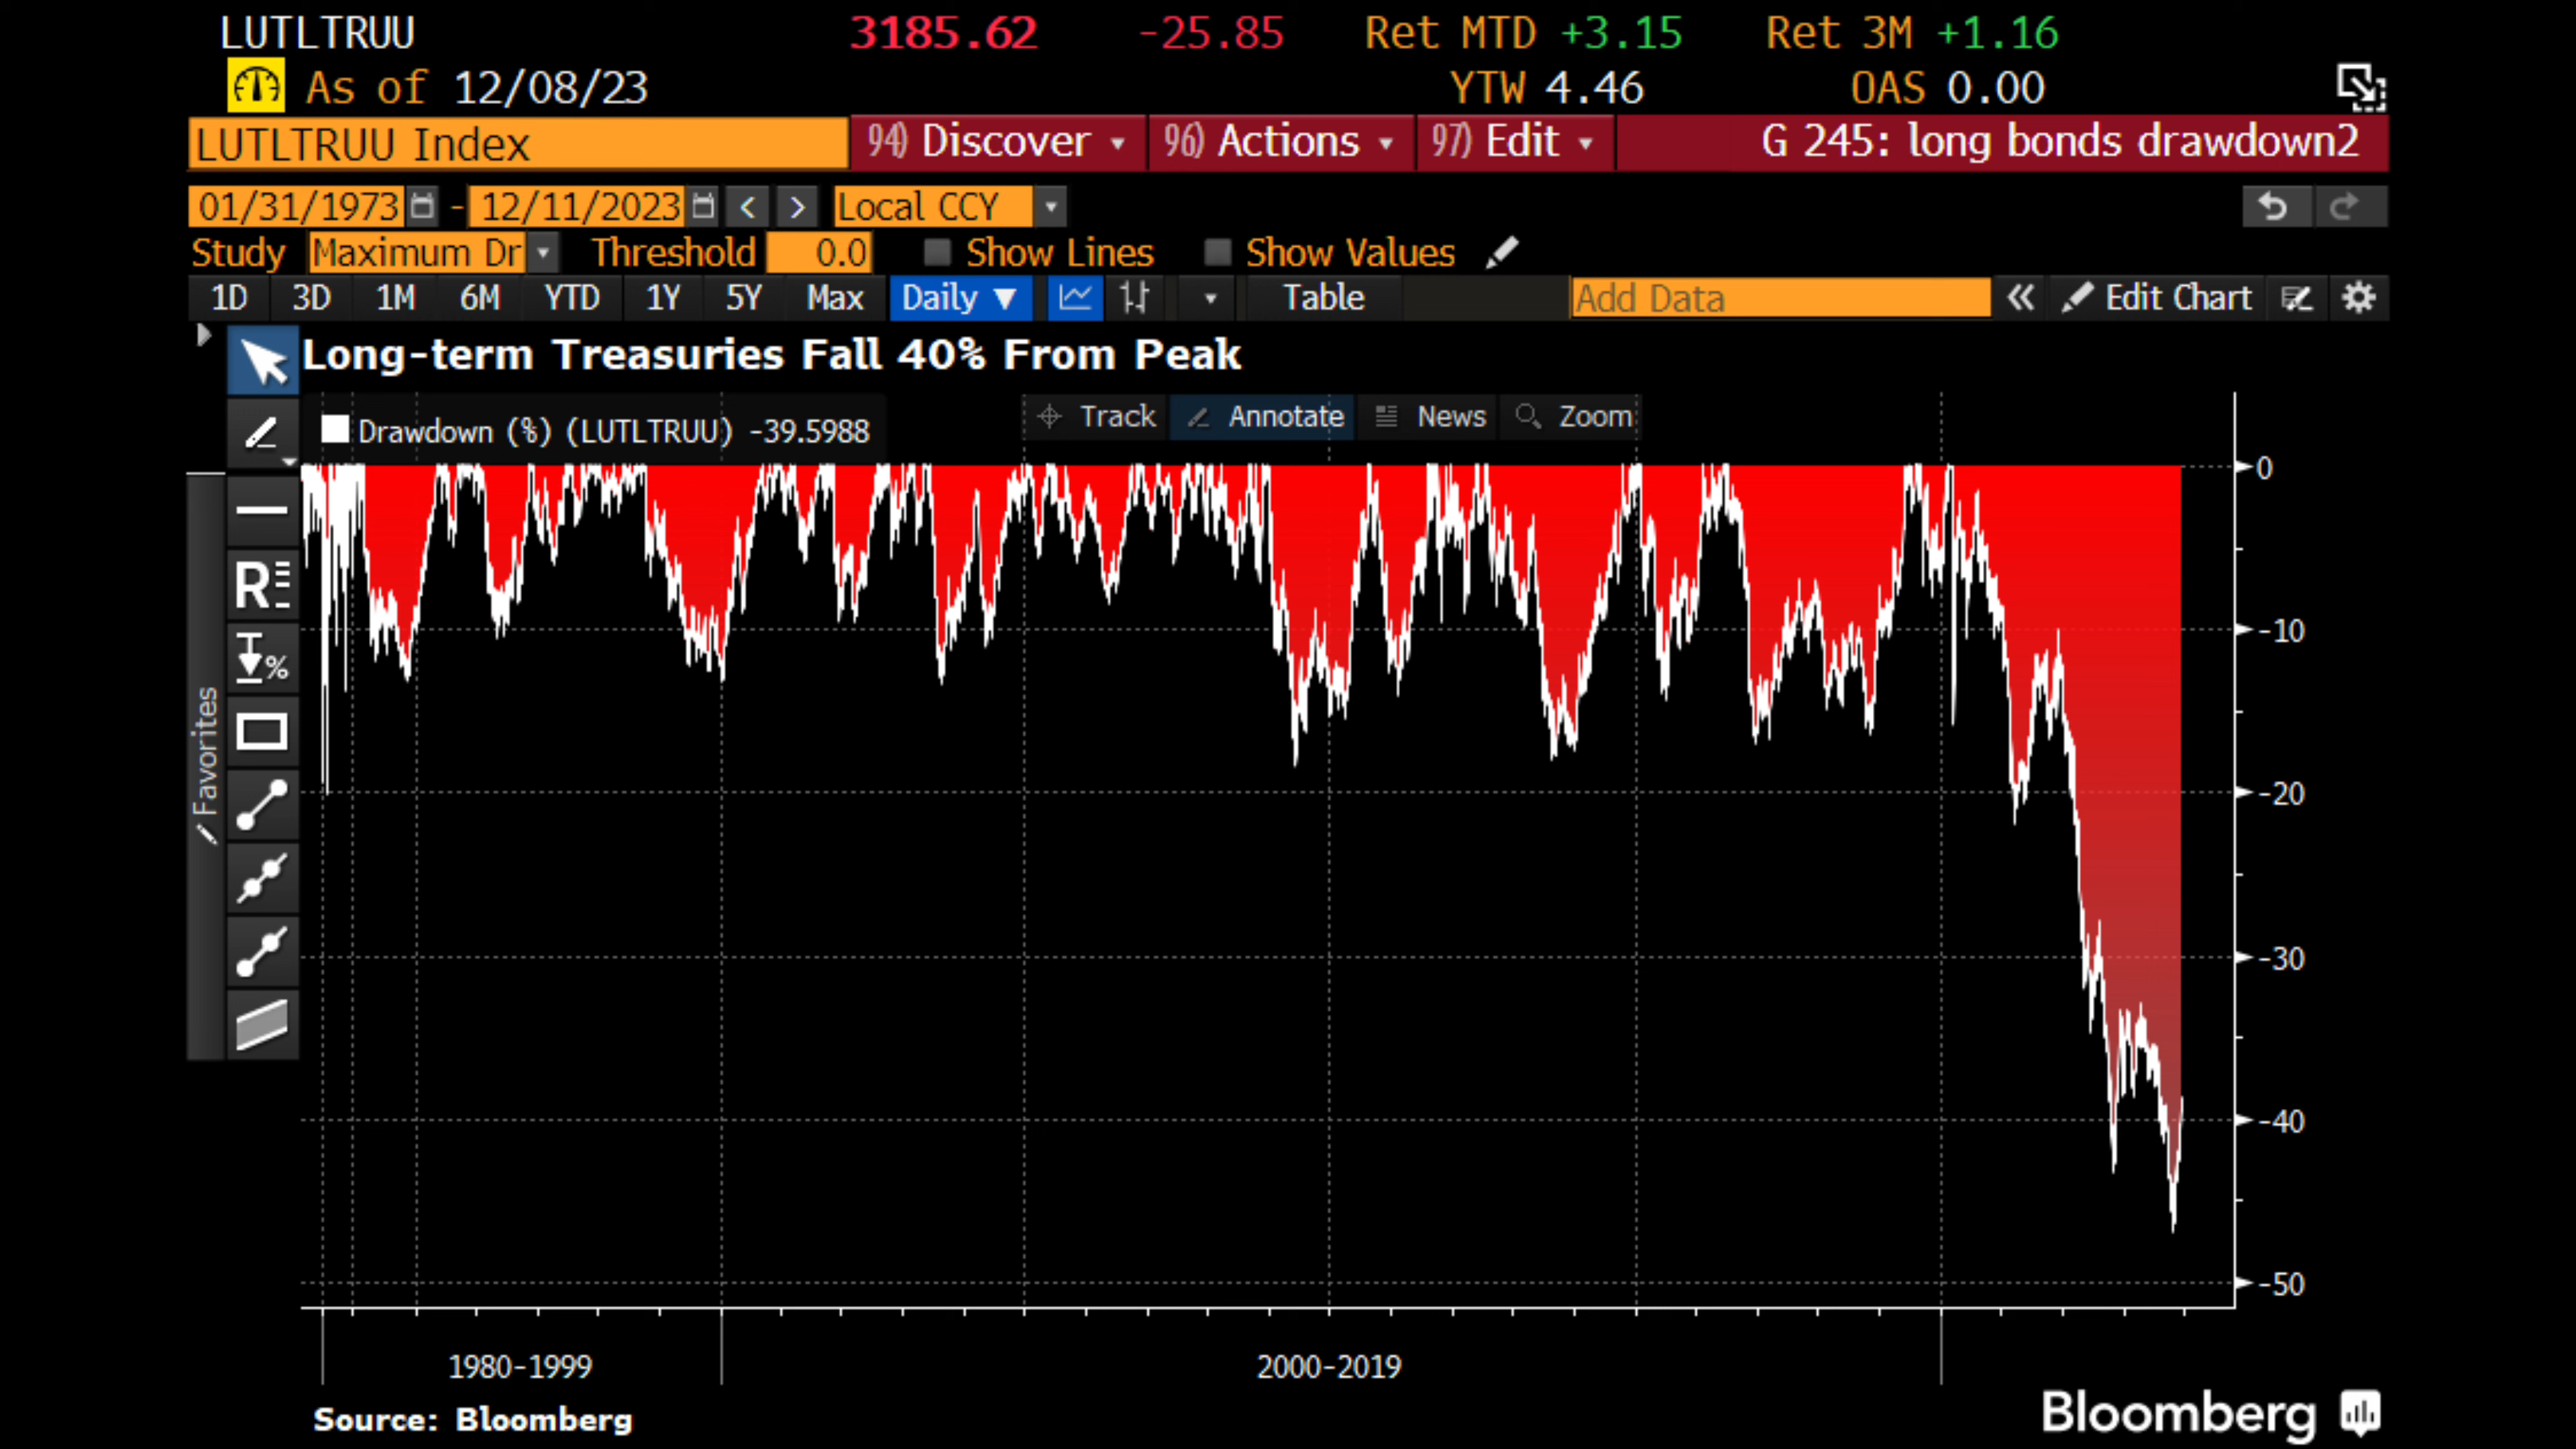 LUTLTRUU 3185.62 -25.85 Ret MTD +3.15 Ret 3M +1.16
As of 12/08/23 YTW 4.46 OAS 0.00
LUTLTRUU Index 94) Discover 96) Actions 97) Edit G 245: long bonds drawdown2
01/31/1973 - 12/11/2023 < > Local CCY
Study Maximum Dr Threshold 0.0 Show Lines Show Values
1D 3D 1M 6M YTD 1Y 5Y Max Daily ▼ Table Add Data « Edit Chart
Long-term Treasuries Fall 40% From Peak
Drawdown (%) (LUTLTRUU) -39.5988
Track Annotate News Zoom
Favorites
R
%
0
-10
-20
-30
-40
-50
1980-1999 2000-2019
Source: Bloomberg
Bloomberg